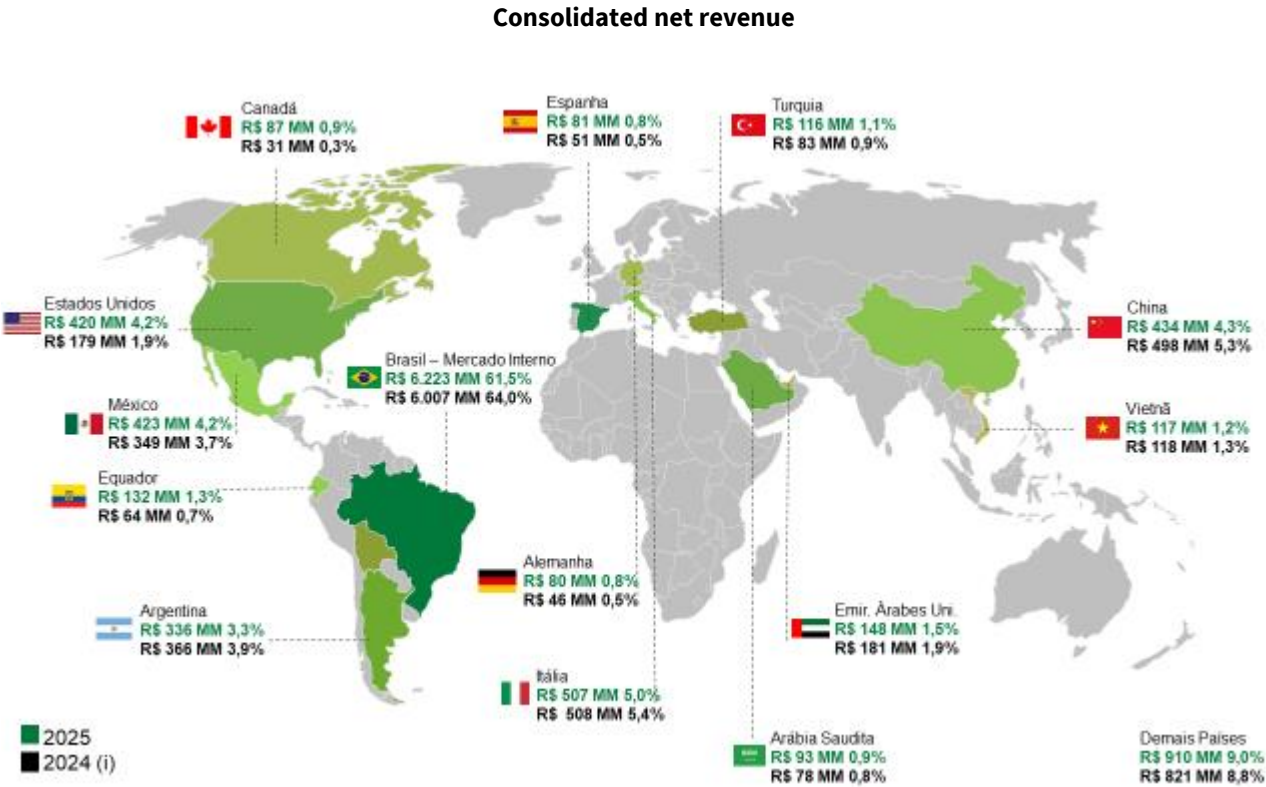 Consolidated net revenue
Canadá
R$ 87 MM 0,9%
R$ 31 MM 0,3%
Espanha
R$ 81 MM 0,8%
R$ 51 MM 0,5%
Turquia
R$ 116 MM 1,1%
R$ 83 MM 0,9%
Estados Unidos
R$ 420 MM 4,2%
R$ 179 MM 1,9%
Brasil – Mercado Interno
R$ 6.223 MM 61,5%
R$ 6.007 MM 64,0%
China
R$ 434 MM 4,3%
R$ 498 MM 5,3%
México
R$ 423 MM 4,2%
R$ 349 MM 3,7%
Vietnã
R$ 117 MM 1,2%
R$ 118 MM 1,3%
Equador
R$ 132 MM 1,3%
R$ 64 MM 0,7%
Alemanha
R$ 80 MM 0,8%
R$ 46 MM 0,5%
Argentina
R$ 336 MM 3,3%
R$ 366 MM 3,9%
Emir. Árabes Uni.
R$ 148 MM 1,5%
R$ 181 MM 1,9%
Itália
R$ 507 MM 5,0%
R$ 508 MM 5,4%
Arábia Saudita
R$ 93 MM 0,9%
R$ 78 MM 0,8%
Demais Países
R$ 910 MM 9,0%
R$ 821 MM 8,8%
2025
2024 (i)